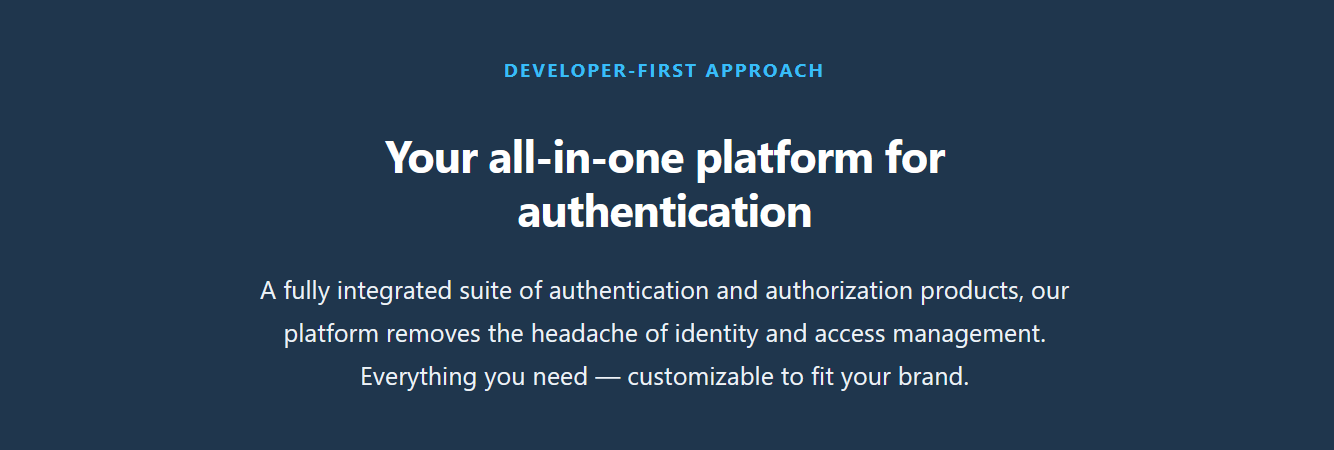 DEVELOPER-FIRST APPROACH
Your all-in-one platform for
authentication
A fully integrated suite of authentication and authorization products, our
platform removes the headache of identity and access management.
Everything you need — customizable to fit your brand.